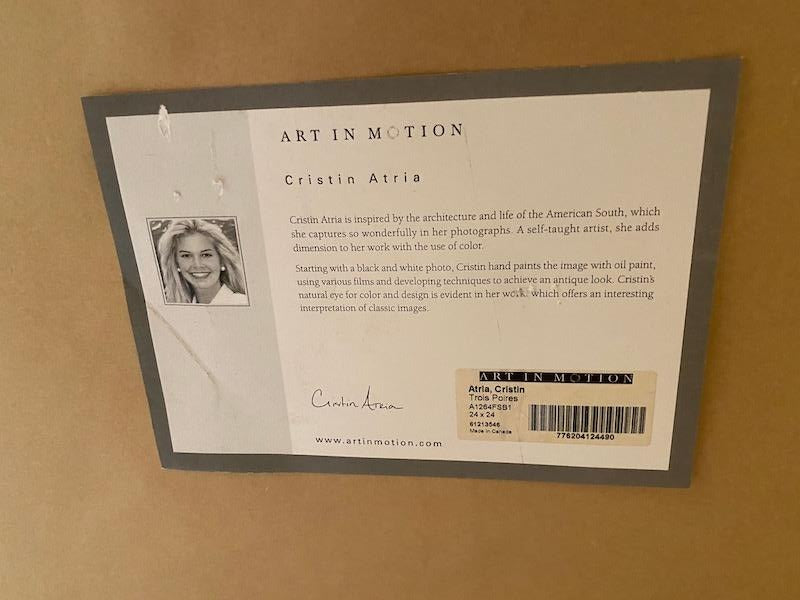 ART IN MOTION
Cristin Atria
Cristin Atria is inspired by the architecture and life of the American South, which
she captures so wonderfully in her photographs. A self-taught artist, she adds
dimension to her work with the use of color.
Starting with a black and white photo, Cristin hand paints the image with oil paint,
using various films and developing techniques to achieve an antique look. Cristin's
natural eye for color and design is evident in her work which offers an interesting
interpretation of classic images.
Cristin Atria
www.artinmotion.com
ART IN MOTION
Atria, Cristin
Trois Poires
A1264FSB1
24 x 24
61213546
Made in Canada
776204124490